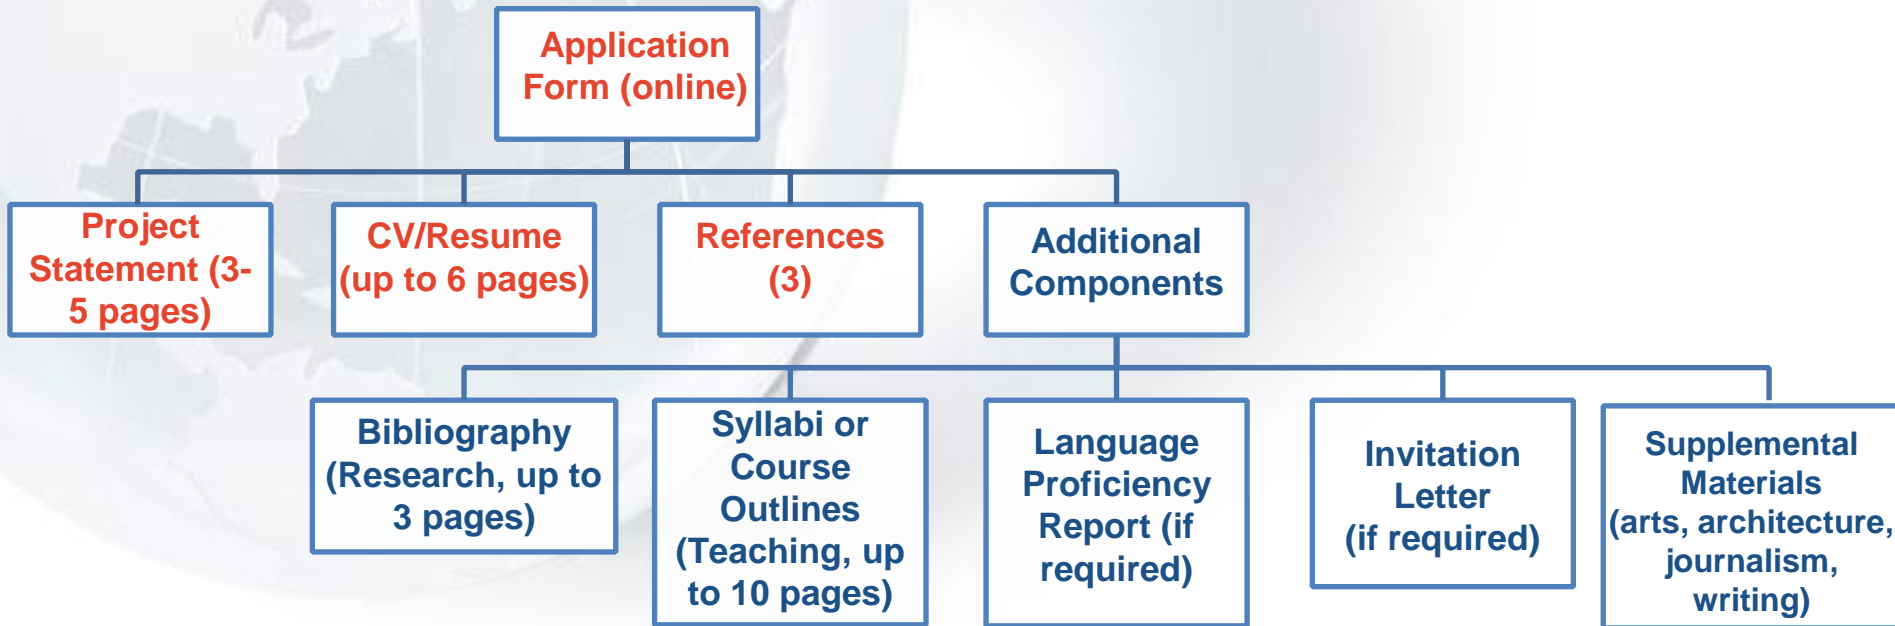 Application
Form (online)
Project
Statement (3-
5 pages)
CV/Resume
(up to 6 pages)
References
(3)
Additional
Components
Bibliography
(Research, up to
3 pages)
Syllabi or
Course
Outlines
(Teaching, up
to 10 pages)
Language
Proficiency
Report (if
required)
Invitation
Letter
(if required)
Supplemental
Materials
(arts, architecture,
journalism,
writing)